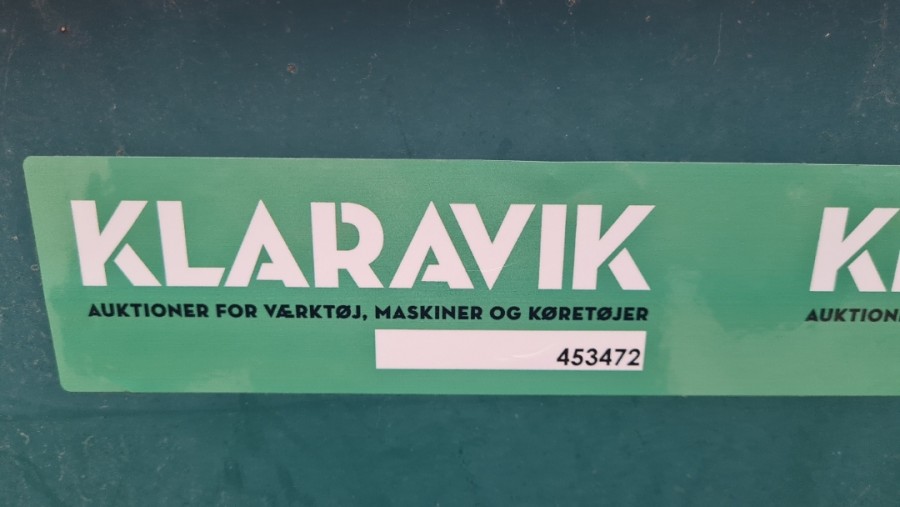 KLARAVIK
AUKTIONER FOR VÆRKTØJ, MASKINER OG KØRETØJER
453472